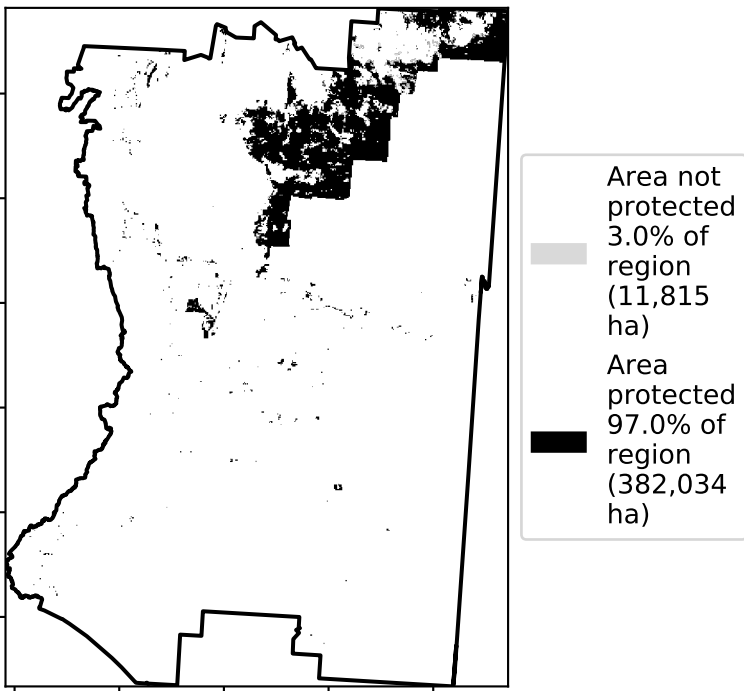 Area not
protected
3.0% of
region
(11,815
ha)
Area
protected
97.0% of
region
(382,034
ha)